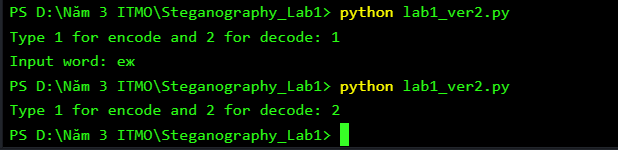 PS D:\Năm 3 ITMO\Steganography_Lab1> python lab1_ver2.py
Type 1 for encode and 2 for decode: 1
Input word: еж
PS D:\Năm 3 ITMO\Steganography_Lab1> python lab1_ver2.py
Type 1 for encode and 2 for decode: 2
PS D:\Năm 3 ITMO\Steganography_Lab1>